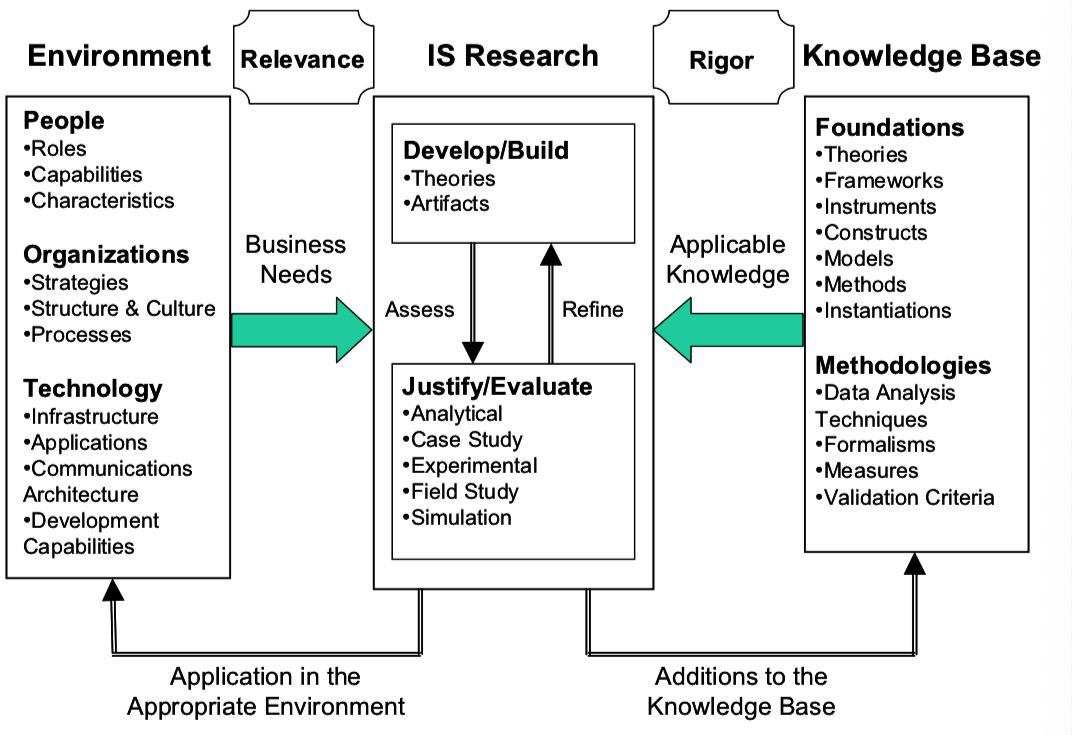 Environment
Relevance
IS Research
Rigor
Knowledge Base
People
•Roles
•Capabilities
•Characteristics
Organizations
•Strategies
•Structure & Culture
•Processes
Technology
•Infrastructure
•Applications
•Communications
Architecture
•Development
Capabilities
Business
Needs
Develop/Build
•Theories
•Artifacts
Assess
Refine
Justify/Evaluate
•Analytical
•Case Study
•Experimental
•Field Study
•Simulation
Applicable
Knowledge
Foundations
•Theories
•Frameworks
•Instruments
•Constructs
•Models
•Methods
•Instantiations
Methodologies
•Data Analysis
Techniques
•Formalisms
•Measures
•Validation Criteria
Application in the
Appropriate Environment
Additions to the
Knowledge Base